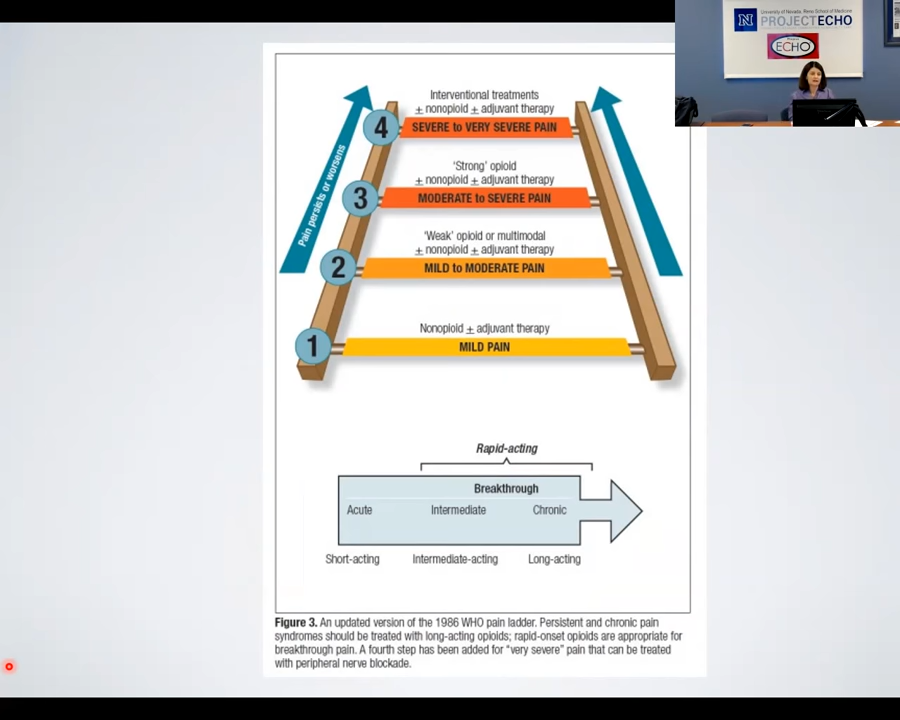 University of Nevada, Reno School of Medicine
N PROJECT ECHO
ECHO
Interventional treatments
± nonopioid ± adjuvant therapy
4 SEVERE to VERY SEVERE PAIN
Pain persists or worsens
'Strong' opioid
± nonopioid ± adjuvant therapy
3 MODERATE to SEVERE PAIN
'Weak' opioid or multimodal
± nonopioid ± adjuvant therapy
2 MILD to MODERATE PAIN
Nonopioid ± adjuvant therapy
1 MILD PAIN
Rapid-acting
Breakthrough
Acute Intermediate Chronic
Short-acting Intermediate-acting Long-acting
Figure 3. An updated version of the 1986 WHO pain ladder. Persistent and chronic pain
syndromes should be treated with long-acting opioids; rapid-onset opioids are appropriate for
breakthrough pain. A fourth step has been added for "very severe" pain that can be treated
with peripheral nerve blockade.